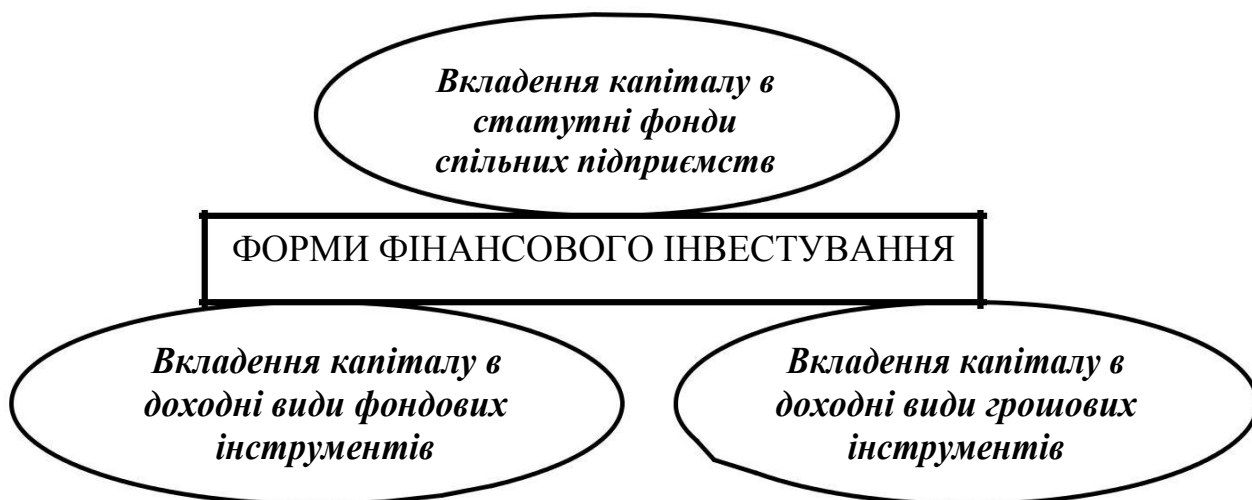 Вкладення капіталу в
статутні фонди
спільних підприємств
ФОРМИ ФІНАНСОВОГО ІНВЕСТУВАННЯ
Вкладення капіталу в
доходні види фондових
інструментів
Вкладення капіталу в
доходні види грошових
інструментів